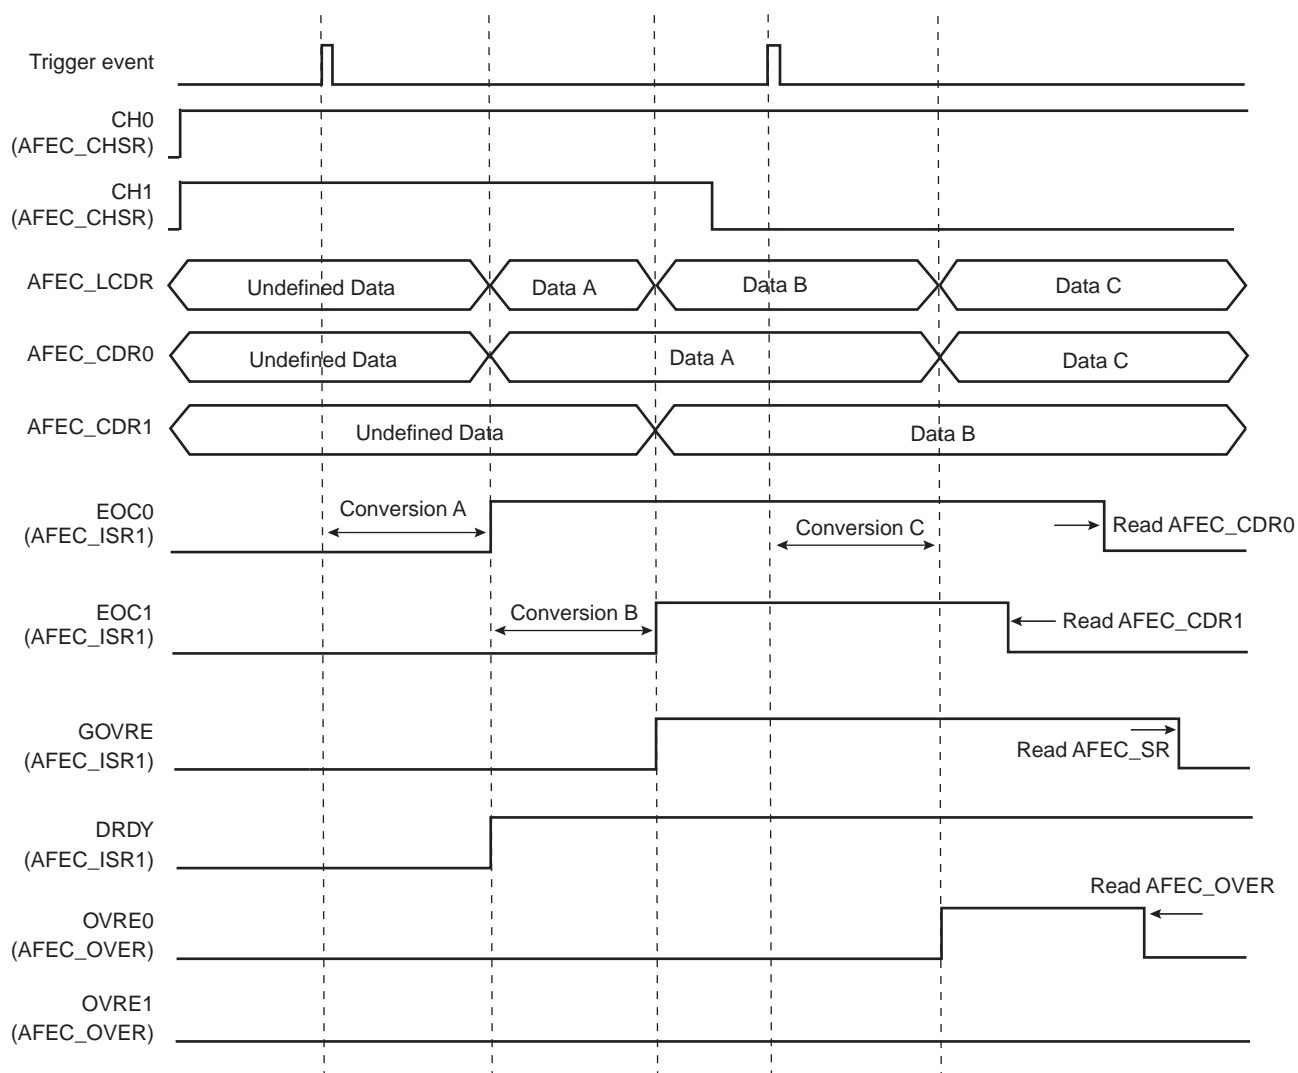 Trigger event
CH0
(AFEC_CHSR)
CH1
(AFEC_CHSR)
AFEC_LCDR
Undefined Data
Data A
Data B
Data C
AFEC_CDR0
Undefined Data
Data A
Data C
AFEC_CDR1
Undefined Data
Data B
EOC0
(AFEC_ISR1)
Conversion A
Conversion C
Read AFEC_CDR0
EOC1
(AFEC_ISR1)
Conversion B
Read AFEC_CDR1
GOVRE
(AFEC_ISR1)
Read AFEC_SR
DRDY
(AFEC_ISR1)
Read AFEC_OVER
OVRE0
(AFEC_OVER)
OVRE1
(AFEC_OVER)